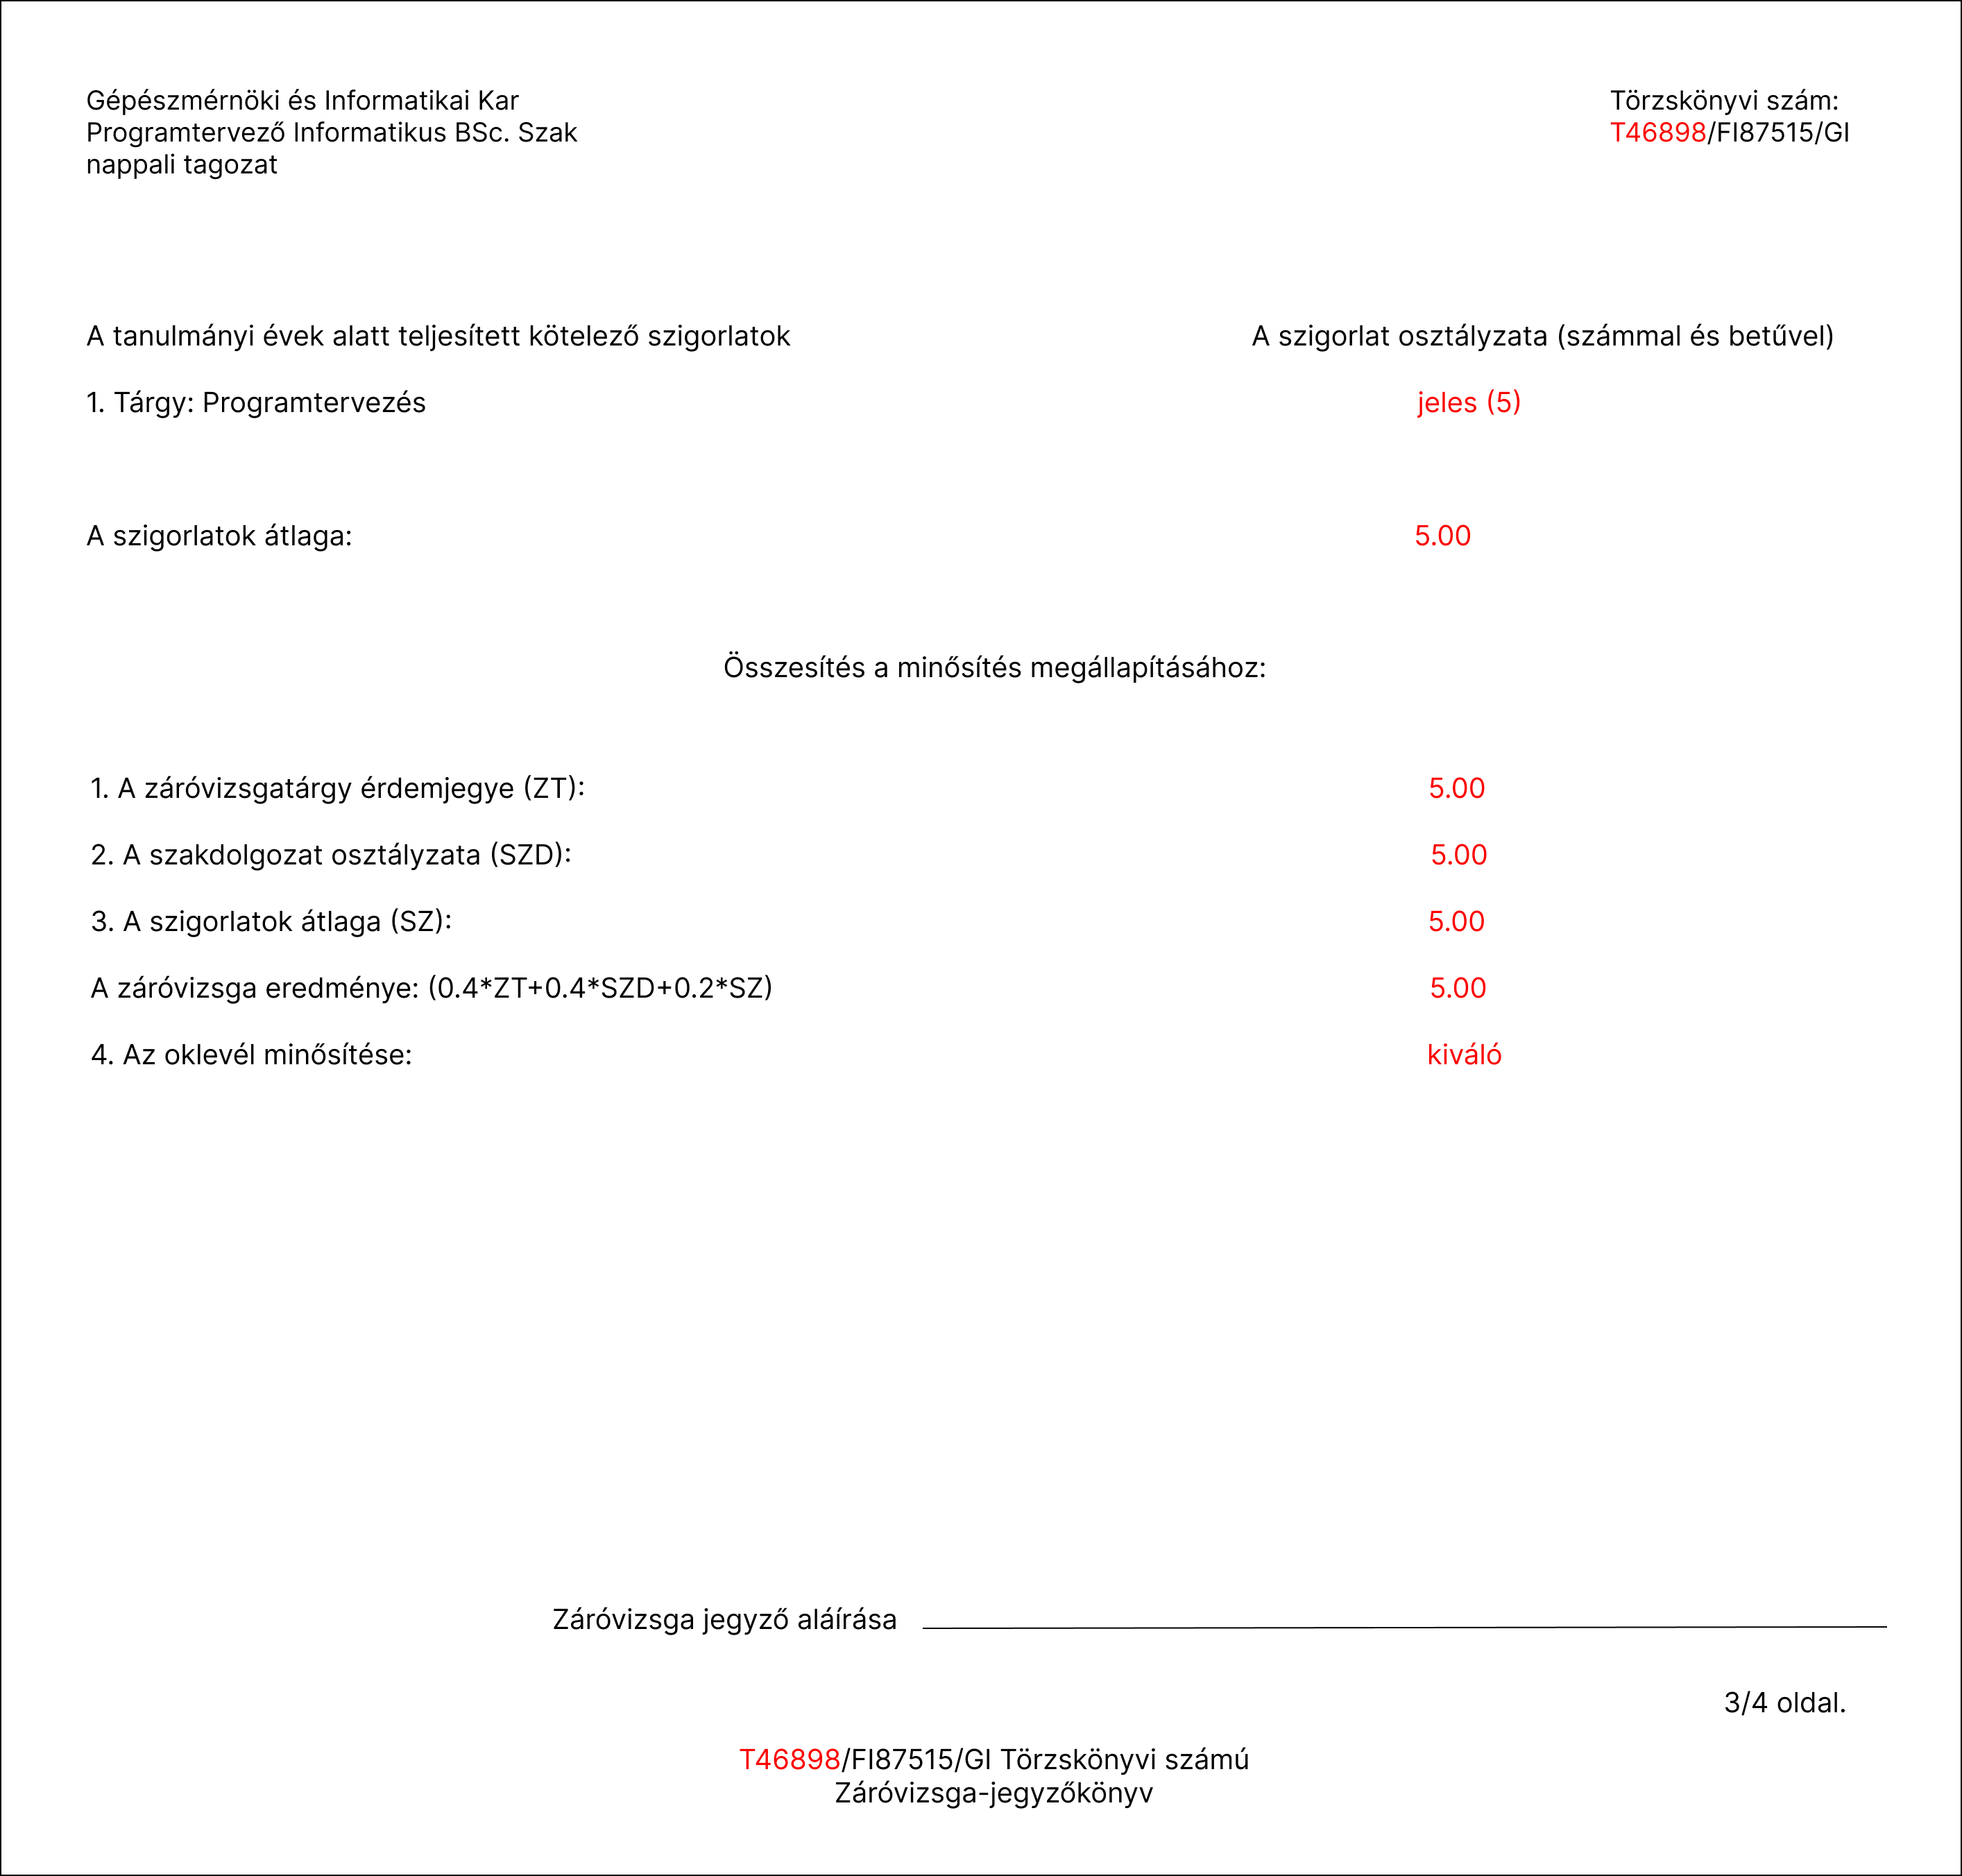 Gépészmérnöki és Informatikai Kar
Programtervező Informatikus BSc. Szak
nappali tagozat
Törzskönyvi szám:
T46898/FI87515/GI
A tanulmányi évek alatt teljesített kötelező szigorlatok
A szigorlat osztályzata (számmal és betűvel)
1. Tárgy: Programtervezés
jeles (5)
A szigorlatok átlaga:
5.00
Összesítés a minősítés megállapításához:
1. A záróvizsgatárgy érdemjegye (ZT):
5.00
2. A szakdolgozat osztályzata (SZD):
5.00
3. A szigorlatok átlaga (SZ):
5.00
A záróvizsga eredménye: (0.4*ZT+0.4*SZD+0.2*SZ)
5.00
4. Az oklevél minősítése:
kiváló
Záróvizsga jegyző aláírása
3/4 oldal.
T46898/FI87515/GI Törzskönyvi számú
Záróvizsga-jegyzőkönyv